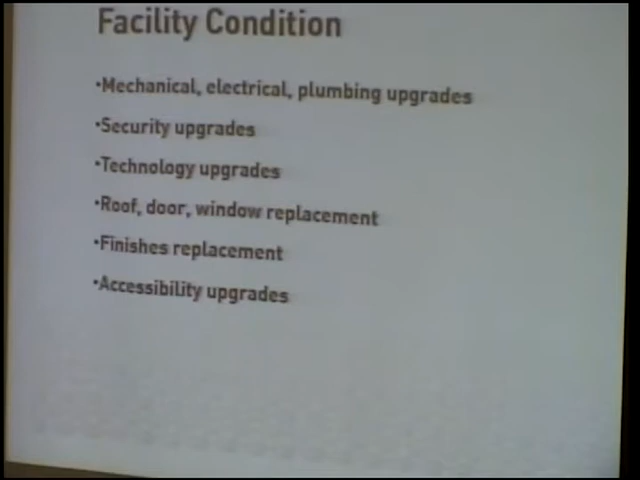 Facility Condition
•Mechanical, electrical, plumbing upgrades
•Security upgrades
•Technology upgrades
•Roof, door, window replacement
•Finishes replacement
•Accessibility upgrades